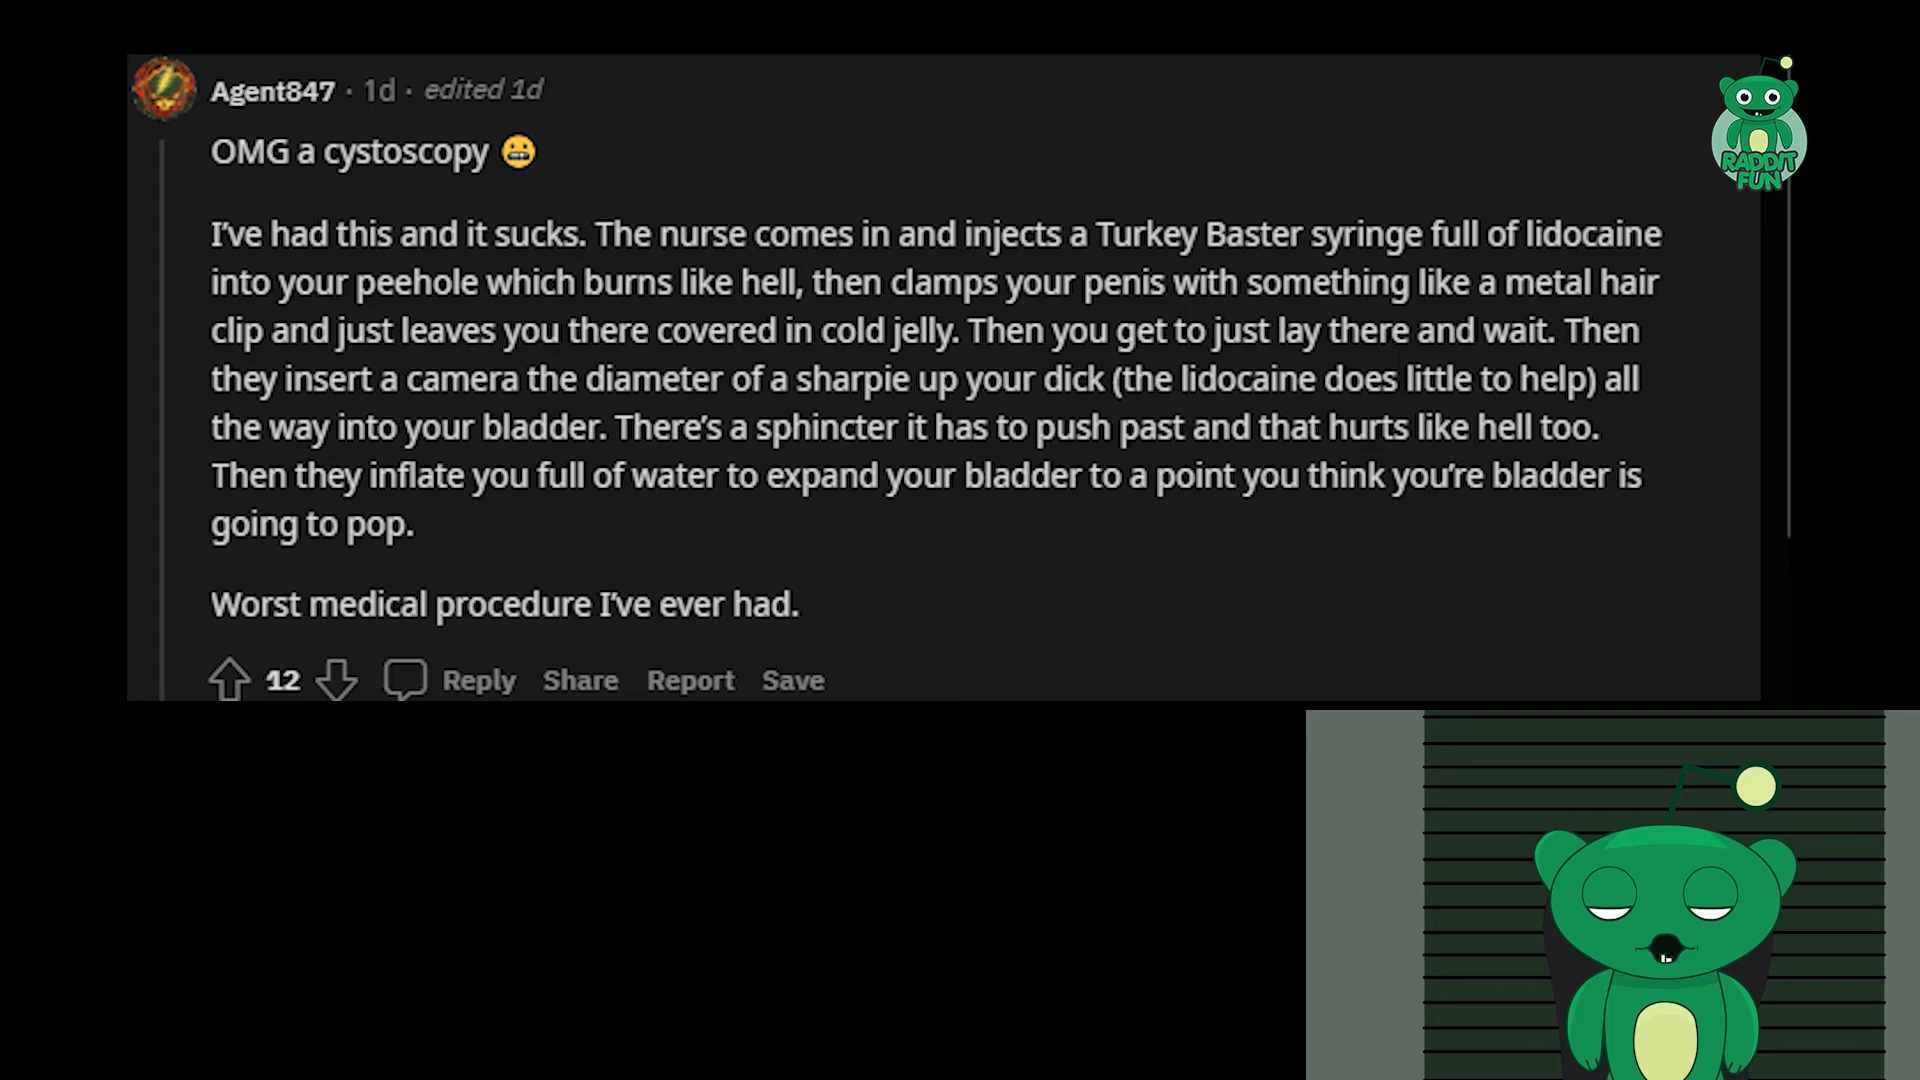 Agent847 · 1d · edited 1d
OMG a cystoscopy 😬
I've had this and it sucks. The nurse comes in and injects a Turkey Baster syringe full of lidocaine
into your peehole which burns like hell, then clamps your penis with something like a metal hair
clip and just leaves you there covered in cold jelly. Then you get to just lay there and wait. Then
they insert a camera the diameter of a sharpie up your dick (the lidocaine does little to help) all
the way into your bladder. There's a sphincter it has to push past and that hurts like hell too.
Then they inflate you full of water to expand your bladder to a point you think you're bladder is
going to pop.
Worst medical procedure I've ever had.
12 Reply Share Report Save
RADDIT
FUN